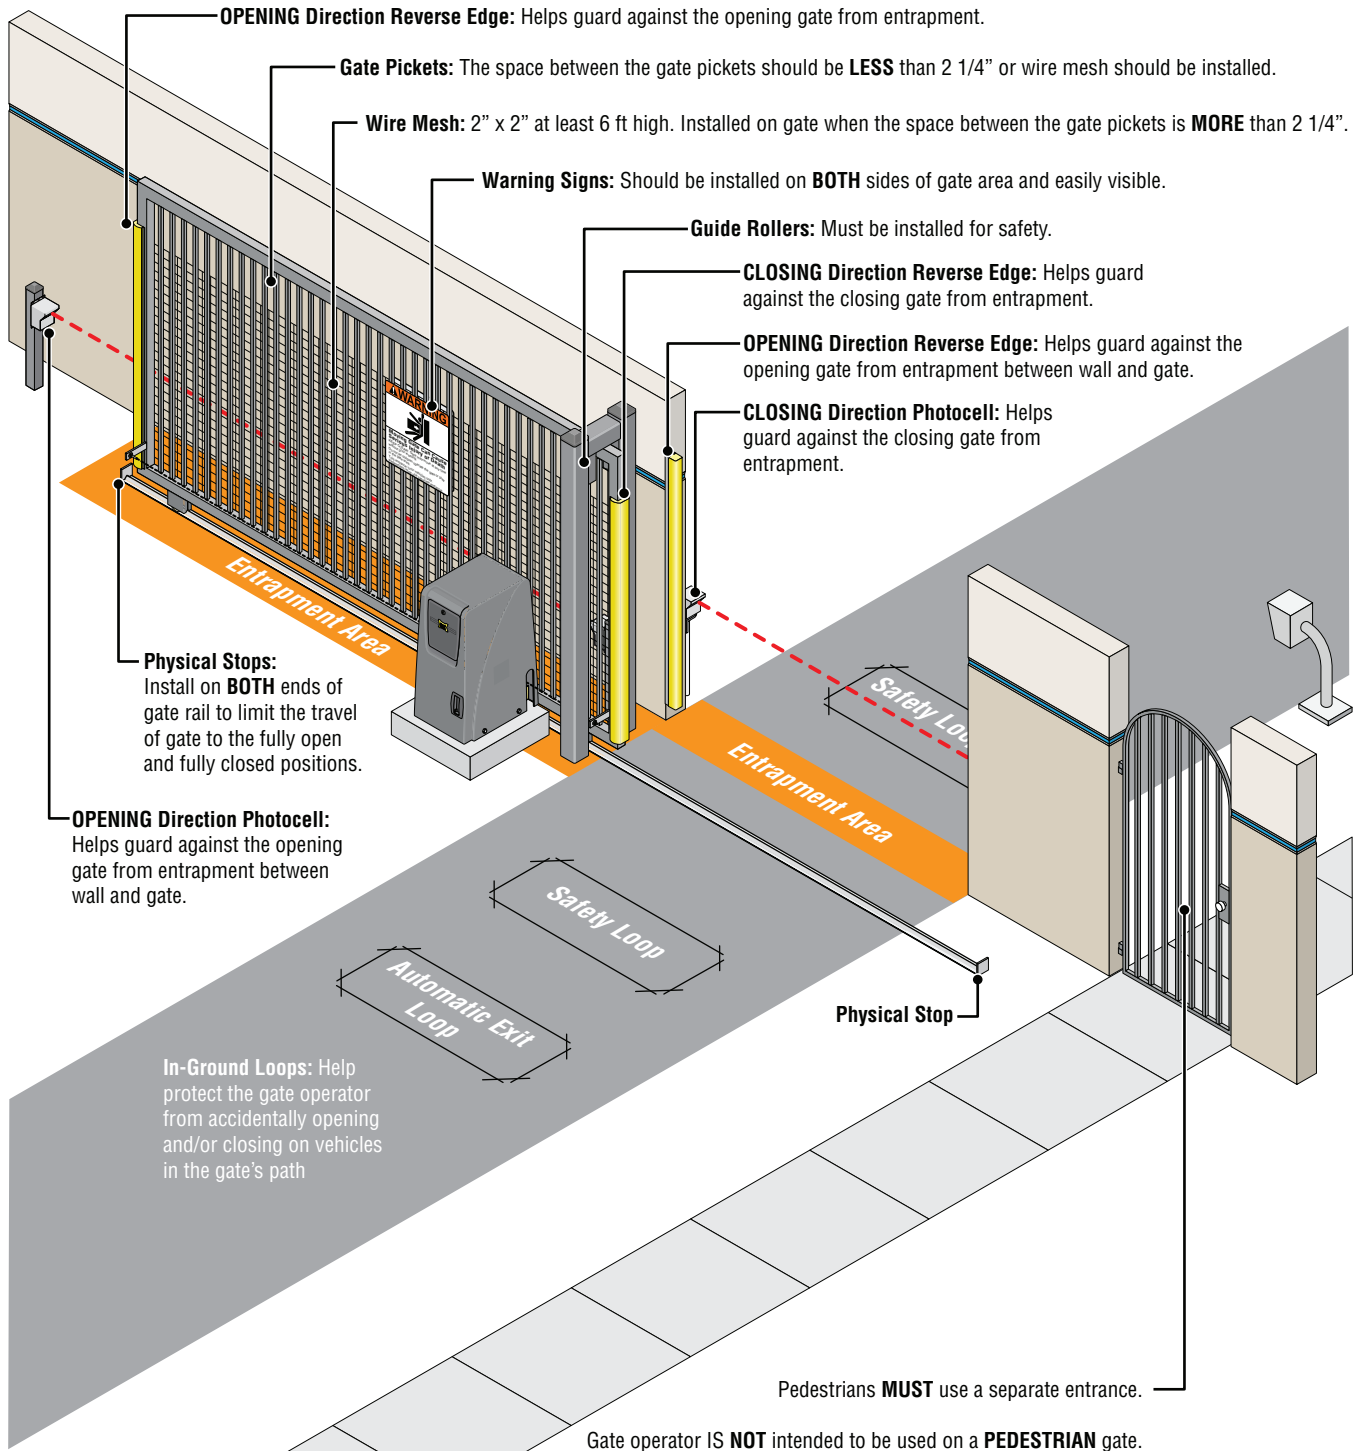 OPENING Direction Reverse Edge: Helps guard against the opening gate from entrapment.
Gate Pickets: The space between the gate pickets should be LESS than 2 1/4” or wire mesh should be installed.
Wire Mesh: 2” x 2” at least 6 ft high. Installed on gate when the space between the gate pickets is MORE than 2 1/4”.
Warning Signs: Should be installed on BOTH sides of gate area and easily visible.
Guide Rollers: Must be installed for safety.
CLOSING Direction Reverse Edge: Helps guard
against the closing gate from entrapment.
OPENING Direction Reverse Edge: Helps guard against the
opening gate from entrapment between wall and gate.
CLOSING Direction Photocell: Helps
guard against the closing gate from
entrapment.
WARNING
Moving Gate Can Cause
Serious Injury or Death
Entrapment Area
Physical Stops:
Install on BOTH ends of
gate rail to limit the travel
of gate to the fully open
and fully closed positions.
OPENING Direction Photocell:
Helps guard against the opening
gate from entrapment between
wall and gate.
Safety Loop
Entrapment Area
Safety Loop
Automatic Exit
Loop
Physical Stop
In-Ground Loops: Help
protect the gate operator
from accidentally opening
and/or closing on vehicles
in the gate’s path
Pedestrians MUST use a separate entrance.
Gate operator IS NOT intended to be used on a PEDESTRIAN gate.